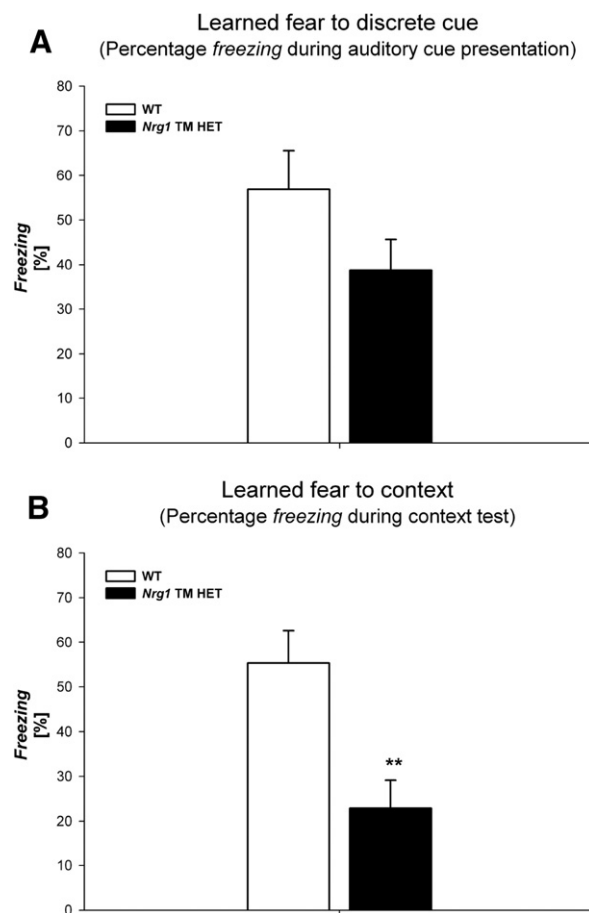 A
Learned fear to discrete cue
(Percentage freezing during auditory cue presentation)
80
70
60
50
40
30
20
10
0
Freezing
[%]
WT
Nrg1 TM HET
B
Learned fear to context
(Percentage freezing during context test)
80
70
60
50
40
30
20
10
0
Freezing
[%]
WT
Nrg1 TM HET
**